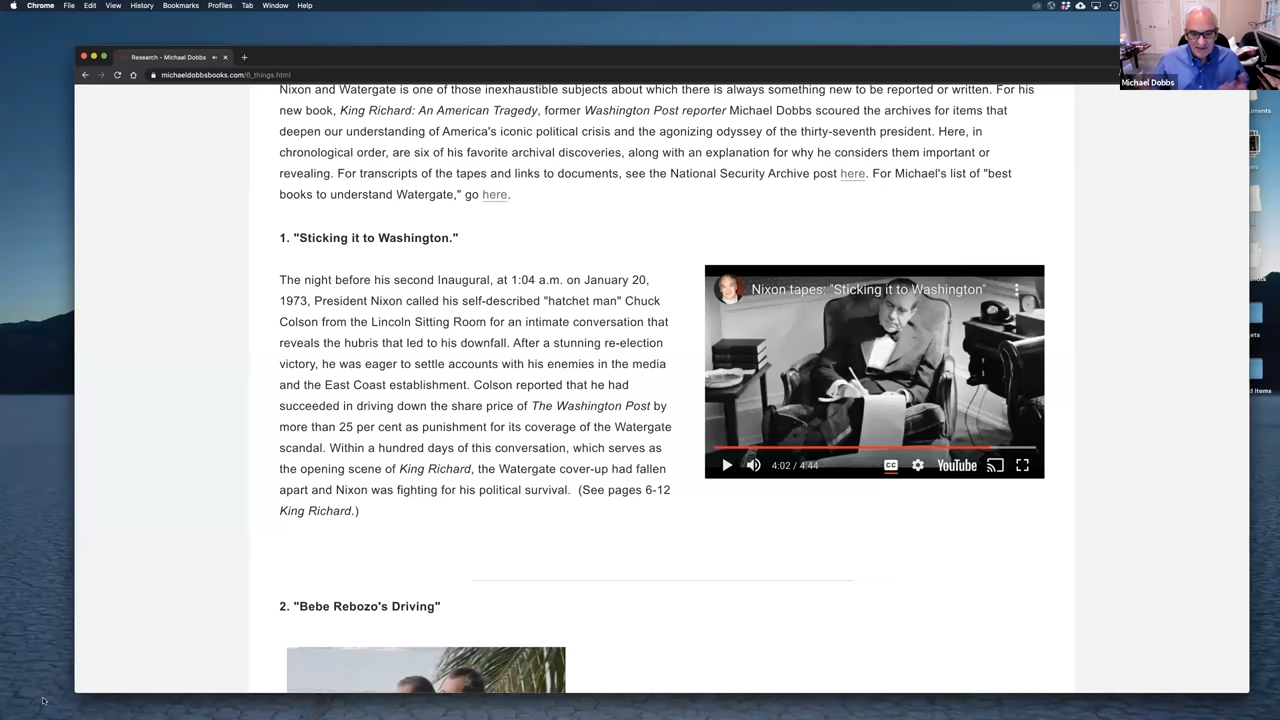 Chrome File Edit View History Bookmarks Profiles Tab Window Help
Research - Michael Dobbs
michaeldobbsbooks.com/6_things.html
Michael Dobbs
Nixon and Watergate is one of those inexhaustible subjects about which there is always something new to be reported or written. For his
new book, King Richard: An American Tragedy, former Washington Post reporter Michael Dobbs scoured the archives for items that
deepen our understanding of America's iconic political crisis and the agonizing odyssey of the thirty-seventh president. Here, in
chronological order, are six of his favorite archival discoveries, along with an explanation for why he considers them important or
revealing. For transcripts of the tapes and links to documents, see the National Security Archive post here. For Michael's list of "best
books to understand Watergate," go here.
1. "Sticking it to Washington."
The night before his second Inaugural, at 1:04 a.m. on January 20,
1973, President Nixon called his self-described "hatchet man" Chuck
Colson from the Lincoln Sitting Room for an intimate conversation that
reveals the hubris that led to his downfall. After a stunning re-election
victory, he was eager to settle accounts with his enemies in the media
and the East Coast establishment. Colson reported that he had
succeeded in driving down the share price of The Washington Post by
more than 25 per cent as punishment for its coverage of the Watergate
scandal. Within a hundred days of this conversation, which serves as
the opening scene of King Richard, the Watergate cover-up had fallen
apart and Nixon was fighting for his political survival. (See pages 6-12
King Richard.)
Nixon tapes: "Sticking it to Washington"
4:02 / 4:44
CC
YouTube
2. "Bebe Rebozo's Driving"